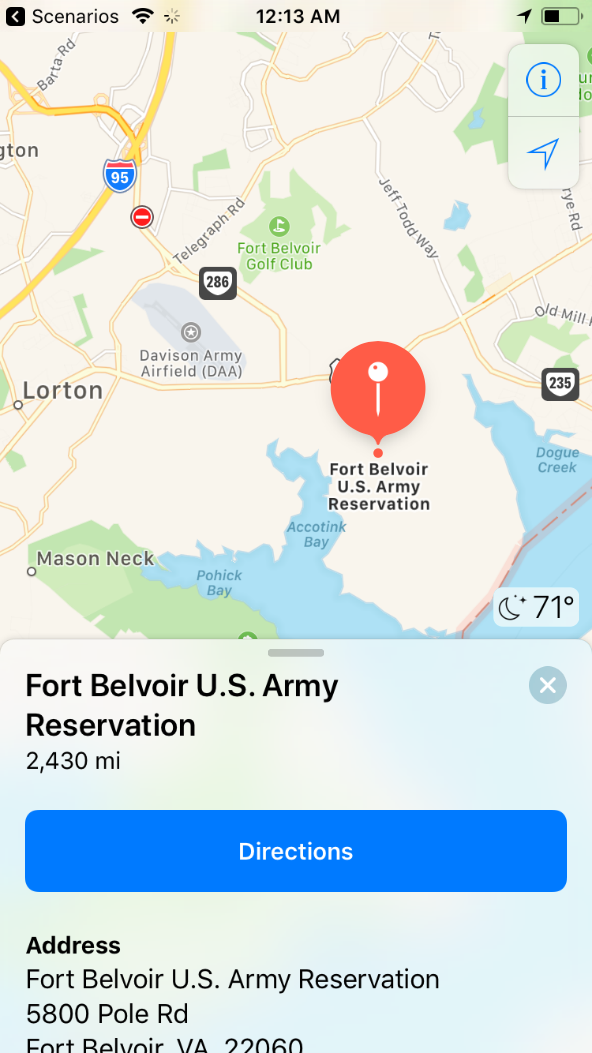 Scenarios
12:13 AM
Barta Rd
gton
95
Telegraph Rd
Jeff Todd Way
Fort Belvoir
Golf Club
286
Davison Army
Airfield (DAA)
Lorton
Old Mill
235
Fort Belvoir
U.S. Army
Reservation
Dogue
Creek
Accotink
Bay
Mason Neck
Pohick
Bay
71°
Fort Belvoir U.S. Army
Reservation
2,430 mi
Directions
Address
Fort Belvoir U.S. Army Reservation
5800 Pole Rd
Fort Belvoir, VA 22060